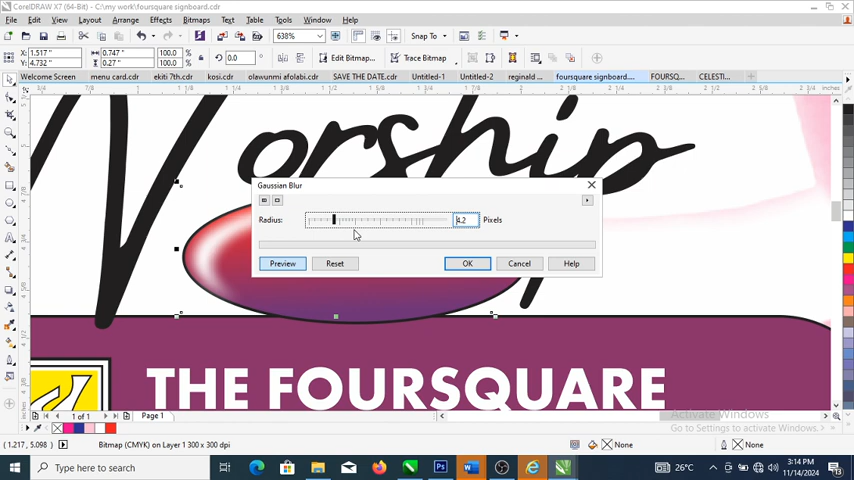 CorelDRAW X7 (64-Bit) - C:\my work\foursquare signboard.cdr
File Edit View Layout Arrange Effects Bitmaps Text Table Tools Window Help
638% Snap To
X: 1.517 " 0.747 " 100.0 %
Y: 4.732 " 0.27 " 100.0 % 0.0 Edit Bitmap... Trace Bitmap
Welcome Screen menu card.cdr ekiti 7th.cdr kosi.cdr olawunmi afolabi.cdr SAVE THE DATE.cdr Untitled-1 Untitled-2 reginald ... foursquare signboard.... FOURSQ... CELESTI...
Worship
Gaussian Blur
Radius: 4.2 Pixels
Preview Reset OK Cancel Help
THE FOURSQUARE
1 of 1 Page 1
Activate Windows
Go to Settings to activate Windows.
(1.217, 5.098 ) Bitmap (CMYK) on Layer 1 300 x 300 dpi None None
Type here to search 26°C 3:14 PM
11/14/2024